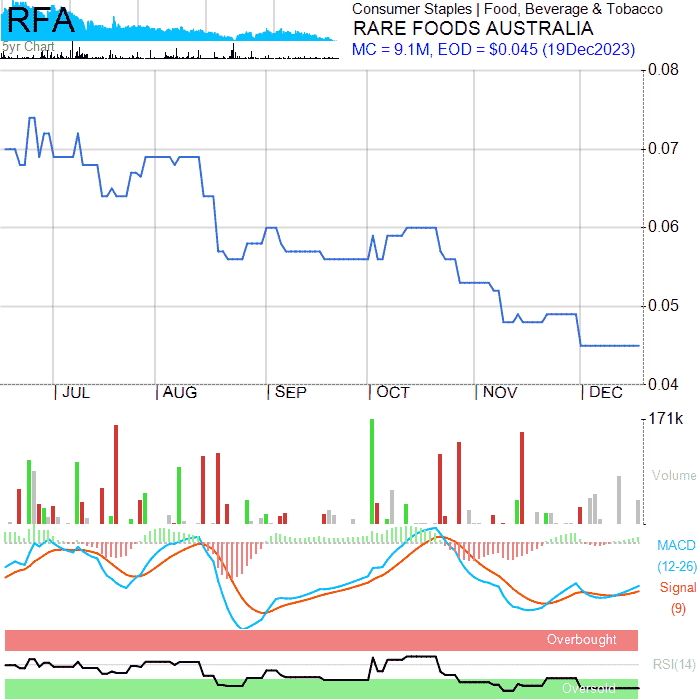 RFA
5yr Chart
Consumer Staples | Food, Beverage & Tobacco
RARE FOODS AUSTRALIA
MC = 9.1M, EOD = $0.045 (19Dec2023)
0.08
0.07
0.06
0.05
0.04
JUL AUG SEP OCT NOV DEC
171k
Volume
MACD
(12-26)
Signal
(9)
Overbought
RSI(14)
Oversold